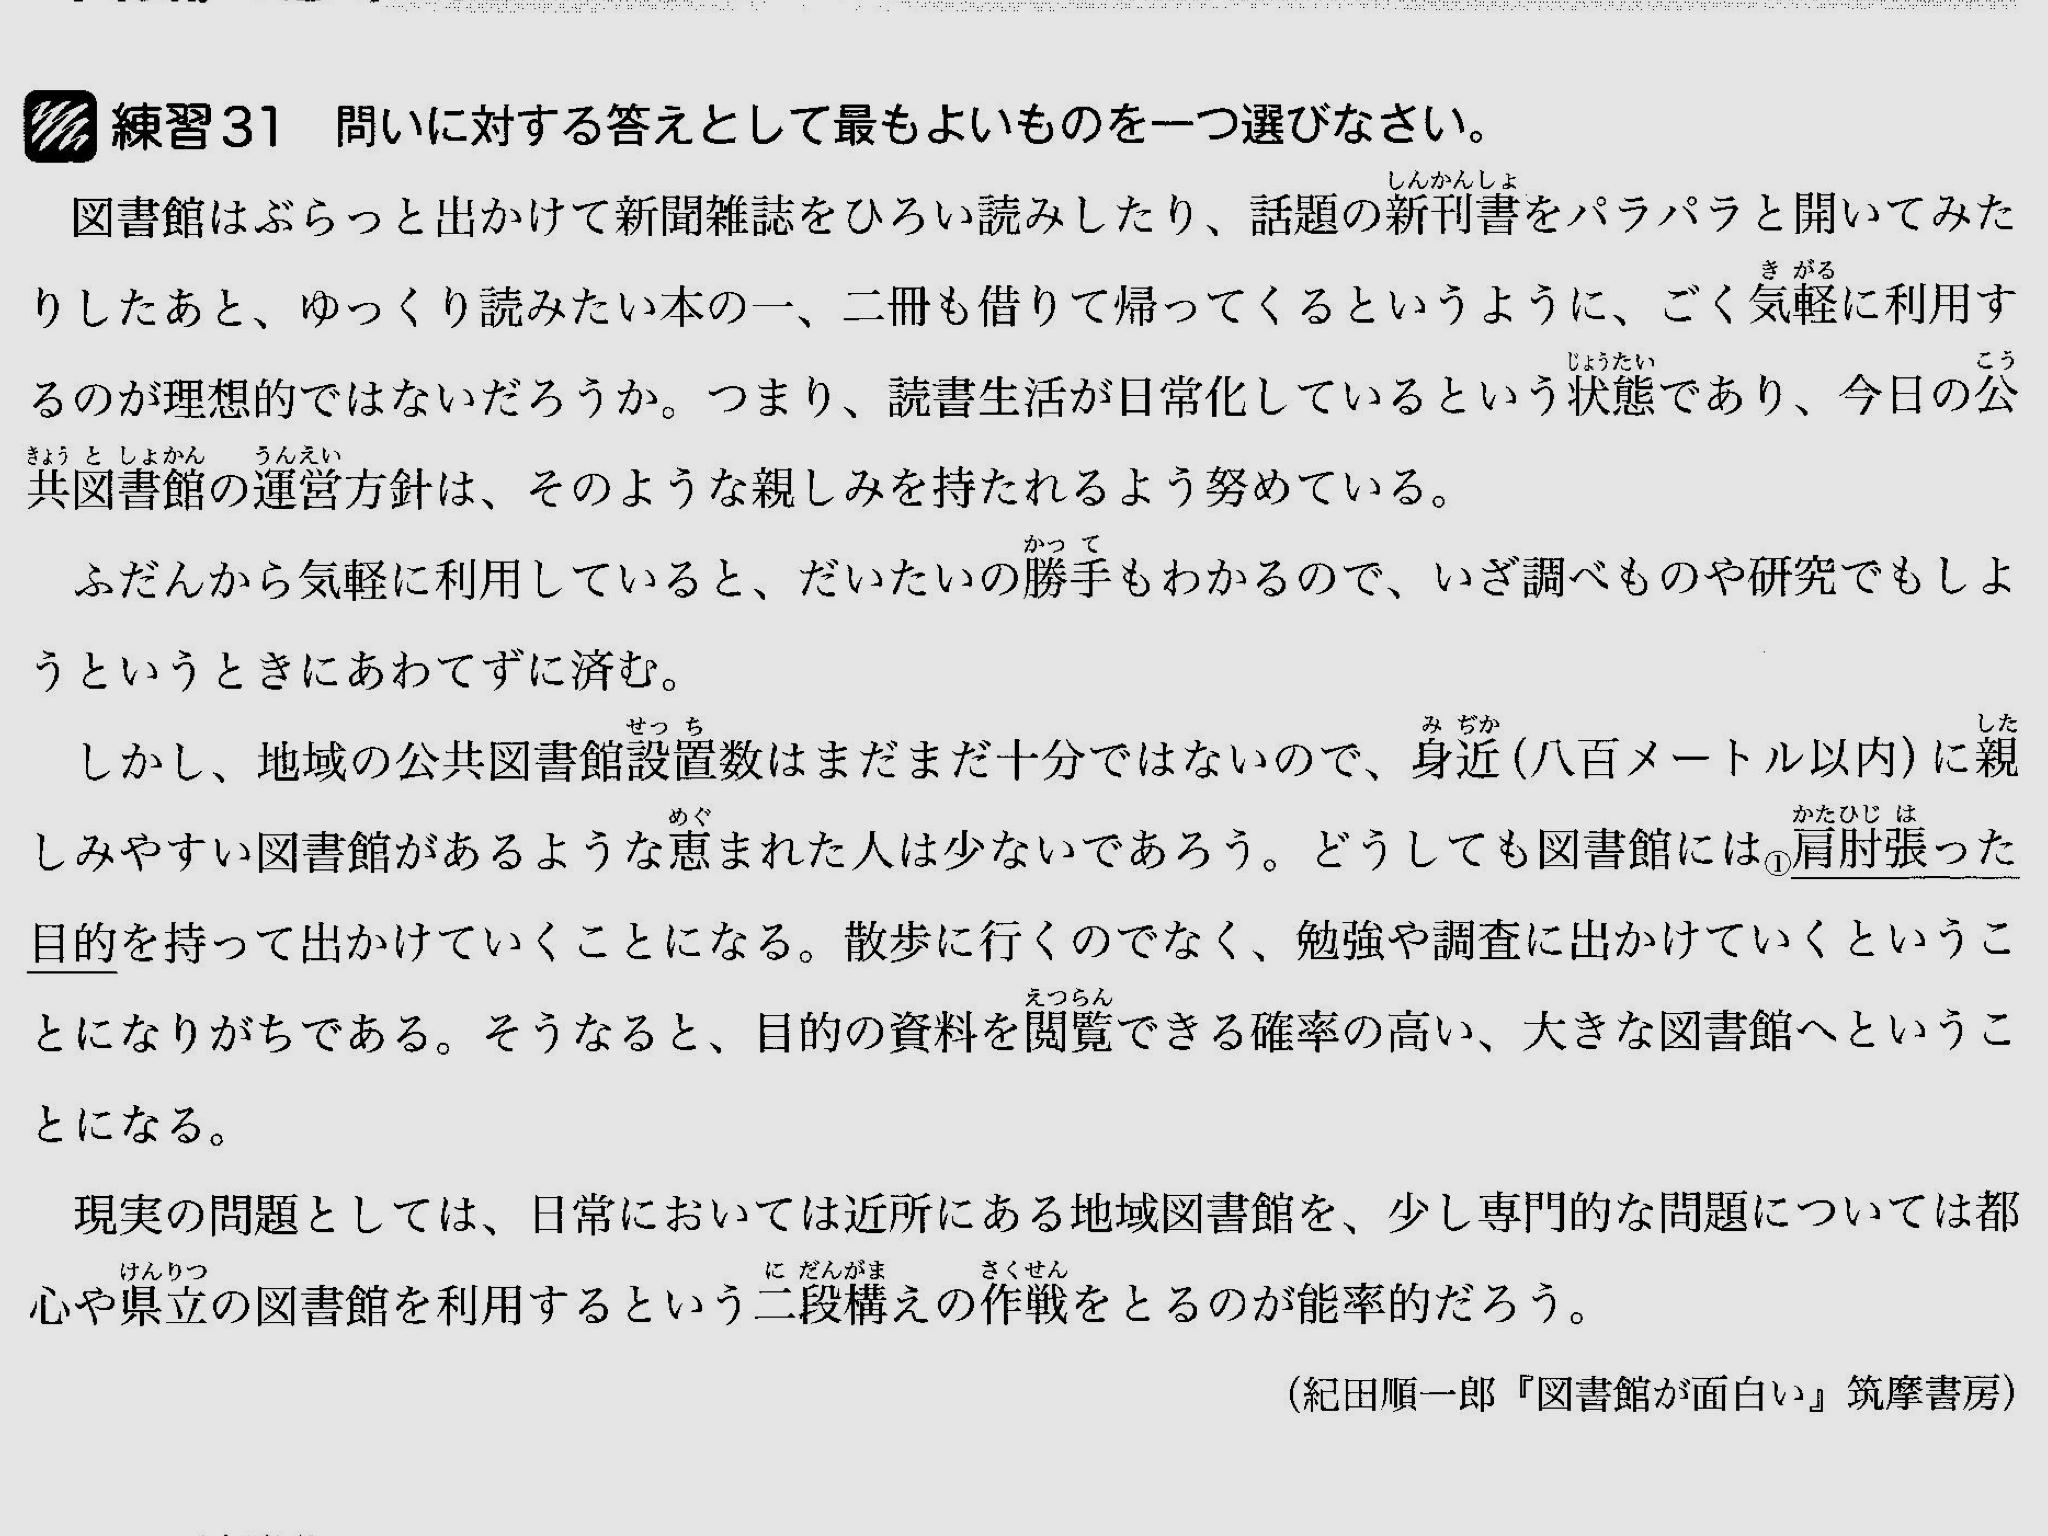 練習31　問いに対する答えとして最もよいものを一つ選びなさい。
しんかんしょ
図書館はぶらっと出かけて新聞雑誌をひろい読みしたり、話題の新刊書をパラパラと開いてみた
き がる
りしたあと、ゆっくり読みたい本の一、二冊も借りて帰ってくるというように、ごく気軽に利用す
じょうたい　こう
るのが理想的ではないだろうか。つまり、読書生活が日常化しているという状態であり、今日の公
きょう と しょかん　うんえい
共図書館の運営方針は、そのような親しみを持たれるよう努めている。
かっ て
ふだんから気軽に利用していると、だいたいの勝手もわかるので、いざ調べものや研究でもしよ
うというときにあわてずに済む。
せっ ち　み ぢか　した
しかし、地域の公共図書館設置数はまだまだ十分ではないので、身近(八百メートル以内)に親
めぐ　かたひじ は
しみやすい図書館があるような恵まれた人は少ないであろう。どうしても図書館には①肩肘張った
目的を持って出かけていくことになる。散歩に行くのでなく、勉強や調査に出かけていくというこ
えつらん
とになりがちである。そうなると、目的の資料を閲覧できる確率の高い、大きな図書館へというこ
とになる。
現実の問題としては、日常においては近所にある地域図書館を、少し専門的な問題については都
けんりつ　に だんがま　さくせん
心や県立の図書館を利用するという二段構えの作戦をとるのが能率的だろう。
(紀田順一郎『図書館が面白い』筑摩書房)